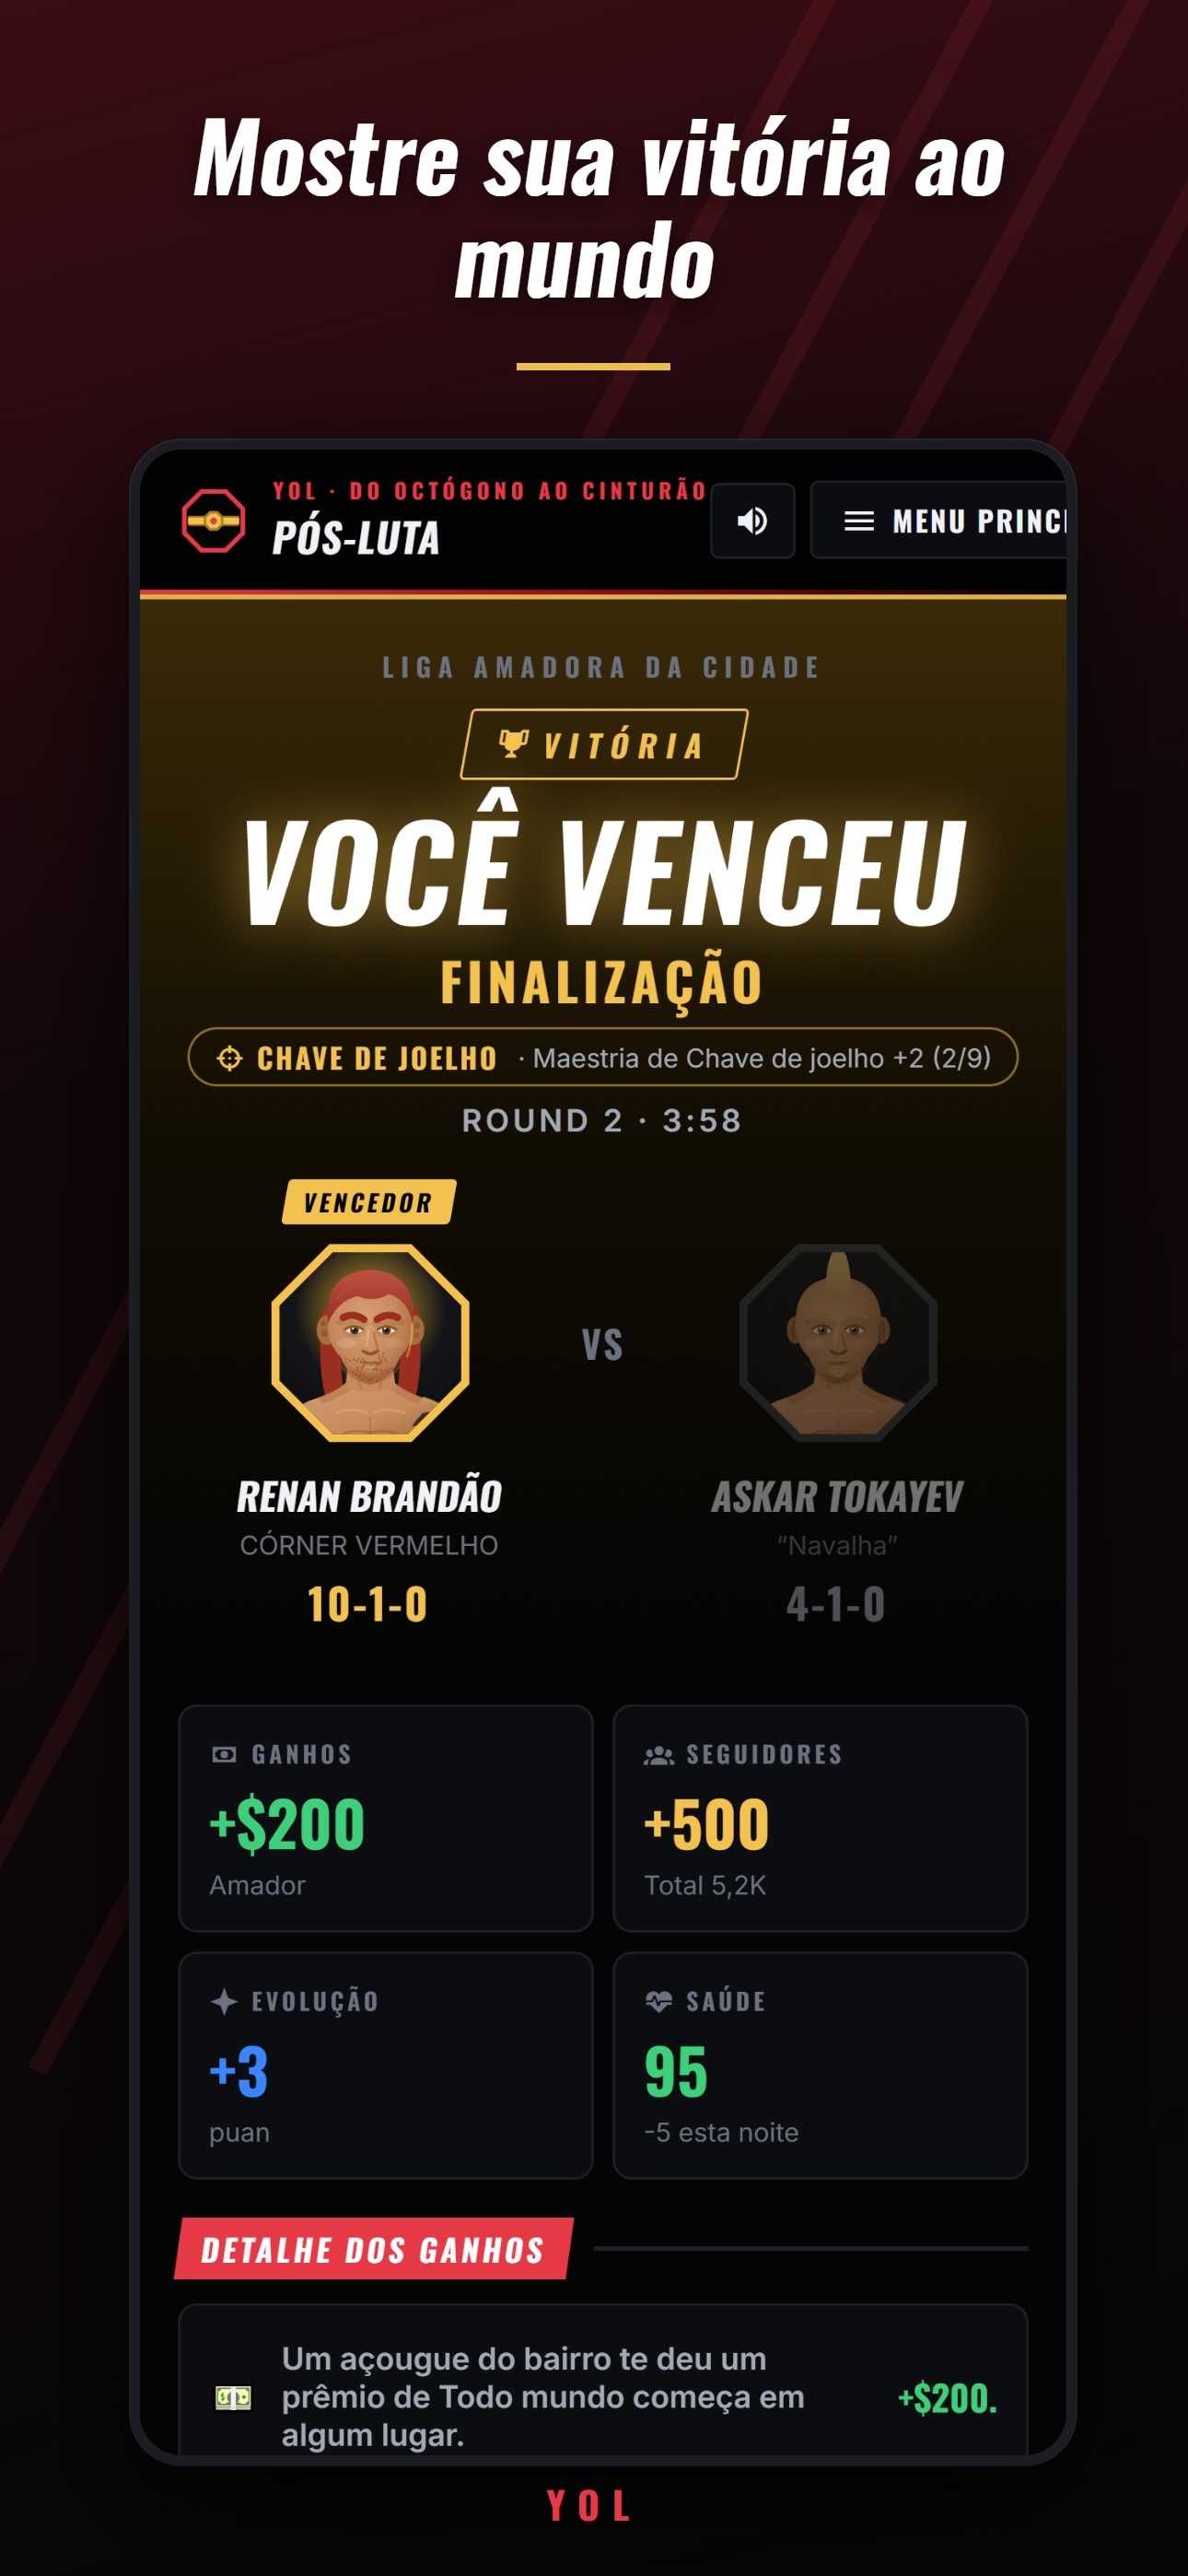 Mostre sua vitória ao
mundo
YOL · DO OCTÓGONO AO CINTURÃO
PÓS-LUTA
MENU PRINCI
LIGA AMADORA DA CIDADE
VITÓRIA
VOCÊ VENCEU
FINALIZAÇÃO
CHAVE DE JOELHO · Maestria de Chave de joelho +2 (2/9)
ROUND 2 · 3:58
VENCEDOR
VS
RENAN BRANDÃO
CÓRNER VERMELHO
10-1-0
ASKAR TOKAYEV
“Navalha”
4-1-0
GANHOS
+$200
Amador
SEGUIDORES
+500
Total 5,2K
EVOLUÇÃO
+3
puan
SAÚDE
95
-5 esta noite
DETALHE DOS GANHOS
Um açougue do bairro te deu um
prêmio de Todo mundo começa em
algum lugar.
+$200.
YOL